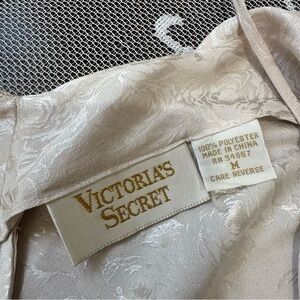 VICTORIA'S
SECRET
100% POLYESTER
MADE IN CHINA
RN 54867
M
CARE REVERSE